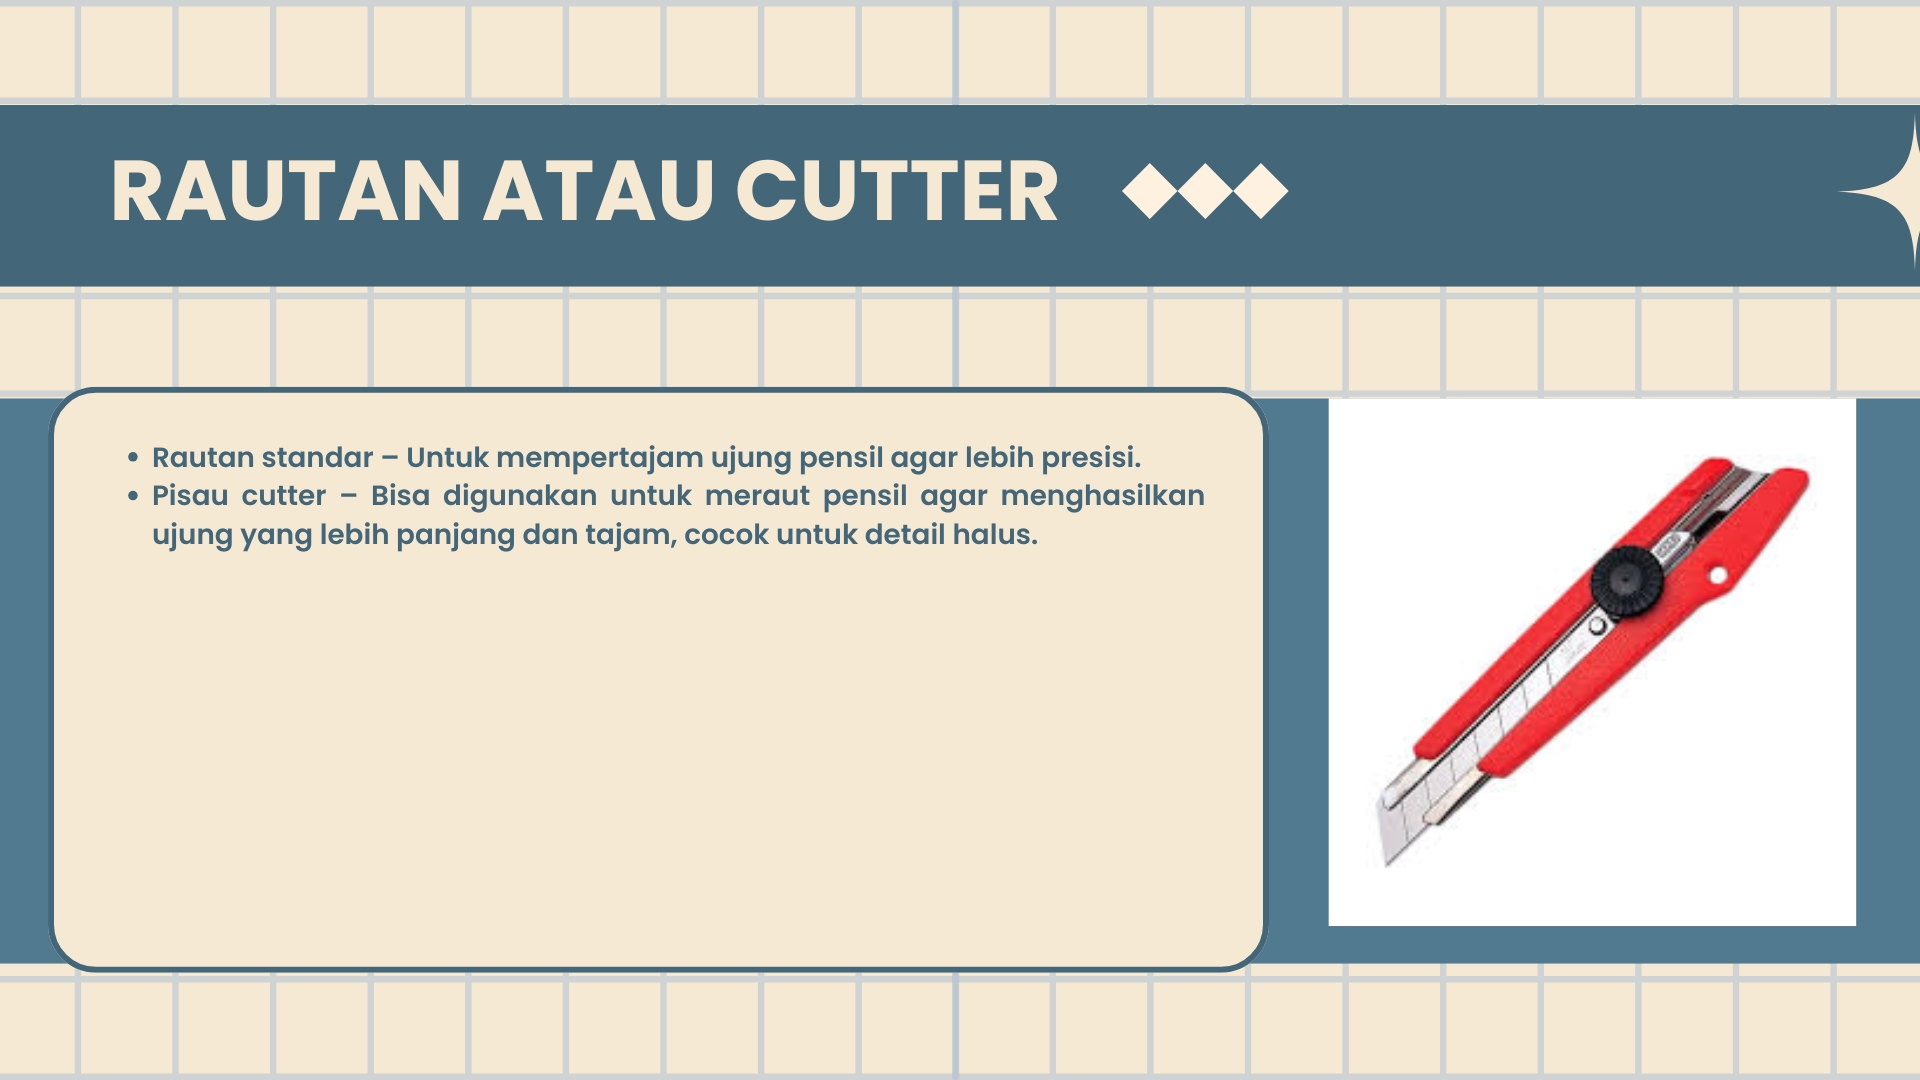 RAUTAN ATAU CUTTER
• Rautan standar – Untuk mempertajam ujung pensil agar lebih presisi.
• Pisau cutter – Bisa digunakan untuk meraut pensil agar menghasilkan
ujung yang lebih panjang dan tajam, cocok untuk detail halus.